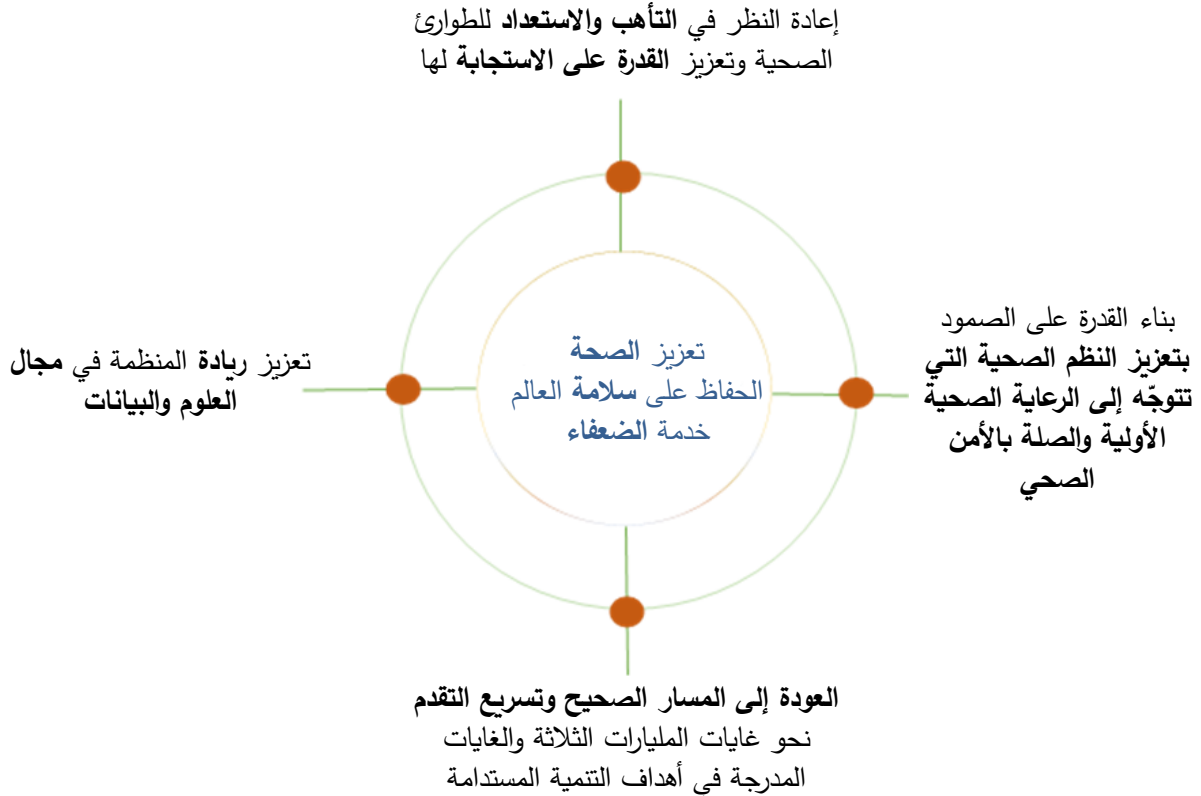 إعادة النظر في التأهب والاستعداد للطوارئ
الصحية وتعزيز القدرة على الاستجابة لها
بناء القدرة على الصمود
بتعزيز النظم الصحية التي
تتوجّه إلى الرعاية الصحية
الأولية والصلة بالأمن
الصحي
تعزيز الصحة
الحفاظ على سلامة العالم
خدمة الضعفاء
تعزيز ريادة المنظمة في مجال
العلوم والبيانات
العودة إلى المسار الصحيح وتسريع التقدم
نحو غايات المليارات الثلاثة والغايات
المدرجة في أهداف التنمية المستدامة